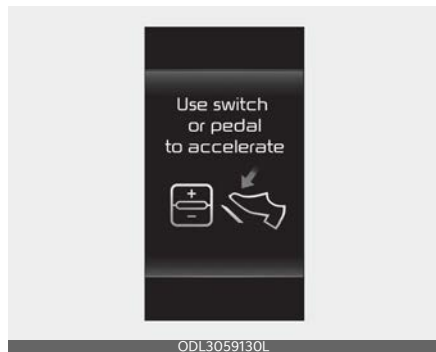 Use switch
or pedal
to accelerate
+
-
ODL3059130L